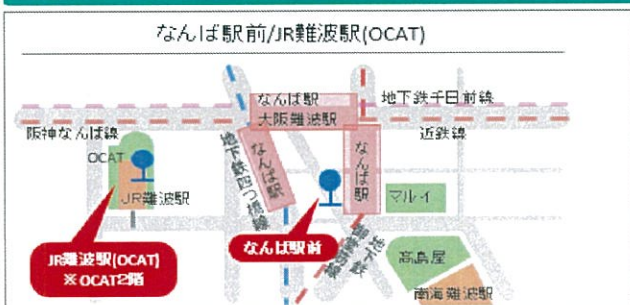 なんば駅前/JR難波駅(OCAT)
なんば駅
大阪難波駅
地下鉄千日前線
阪神なんば線
近鉄線
OCAT
JR難波駅
地下鉄四つ橋線
なんば駅
なんば駅
マルイ
JR難波駅(OCAT)
※OCAT2階
なんば駅前
地下鉄
御堂筋線
高島屋
南海難波駅